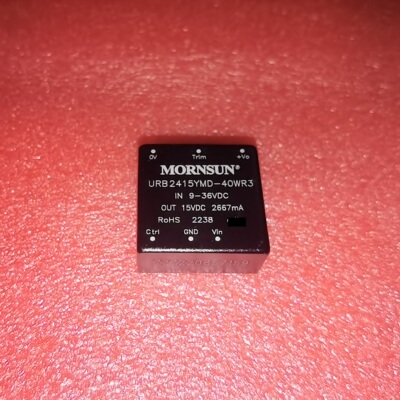 0V Trim +Vo
MORNSUN®
URB2415YMD-40WR3
IN 9-36VDC
OUT 15VDC 2667mA
RoHS 2238
Ctrl GND Vin